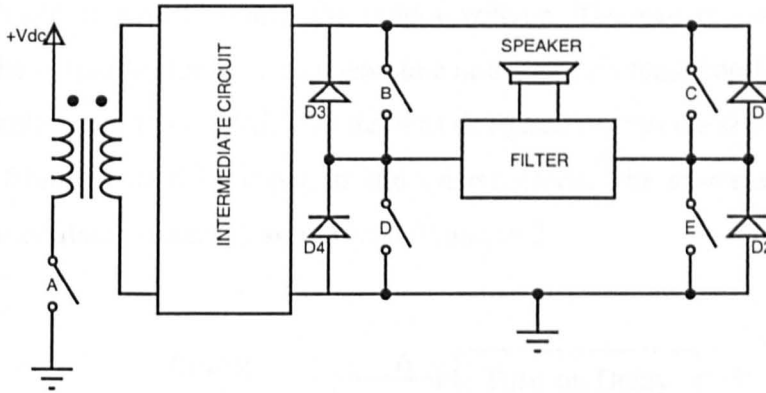 +Vdc
SPEAKER
INTERMEDIATE CIRCUIT
B
C
D3
D
FILTER
D
E
D4
D2
A